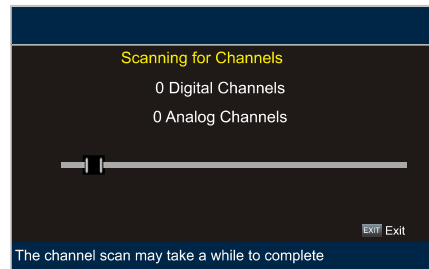 Scanning for Channels
0 Digital Channels
0 Analog Channels
EXIT Exit
The channel scan may take a while to complete